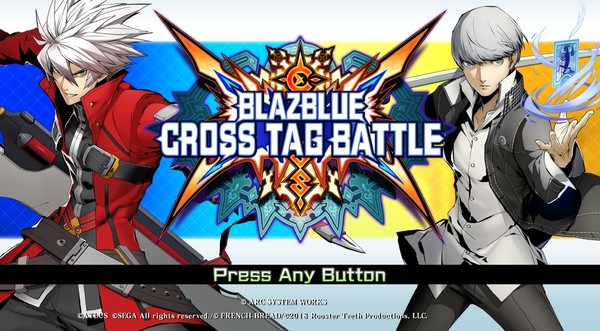 BLAZBLUE
CROSS TAG BATTLE
Press Any Button
© ARC SYSTEM WORKS
©ATLUS ©SEGA All rights reserved./© FRENCH-BREAD/©2018 Rooster Teeth Productions, LLC.